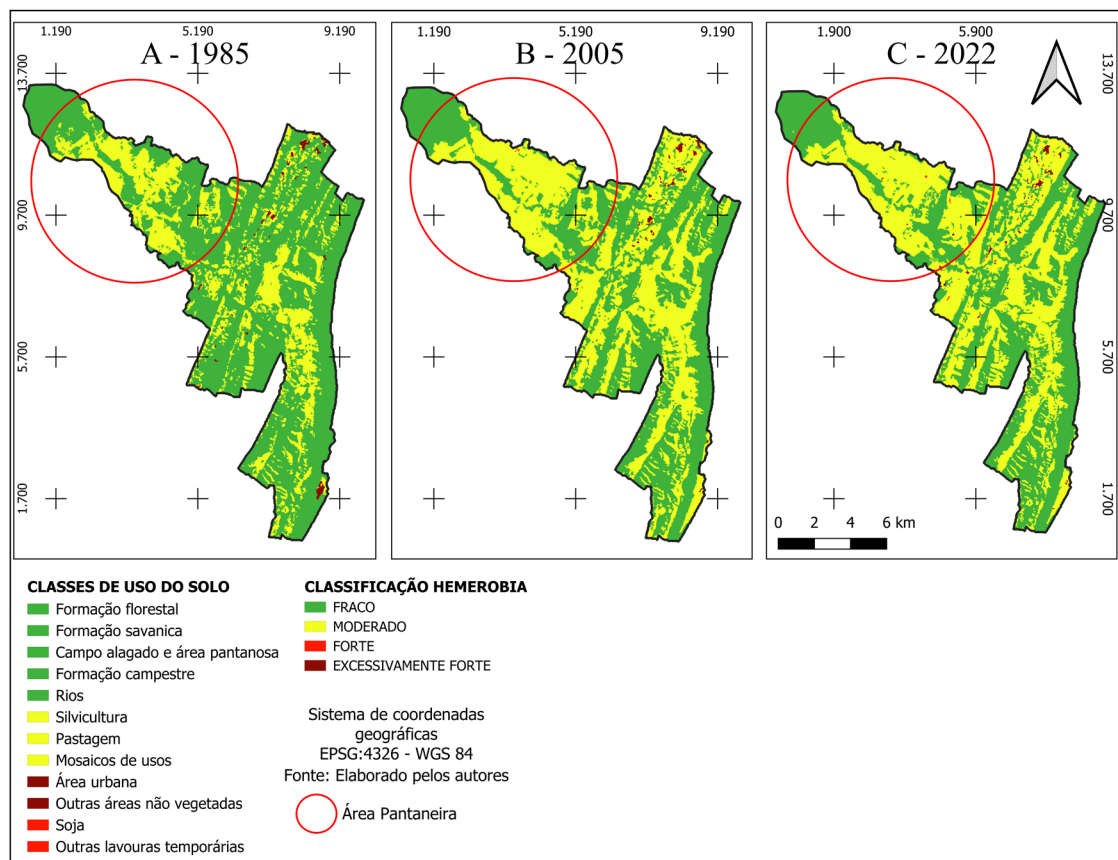 1.190 5.190 9.190
A - 1985
13.700
9.700
5.700
1.700
1.190 5.190 9.190
B - 2005
1.900 5.900
C - 2022
13.700
9.700
5.700
1.700
0 2 4 6 km
CLASSES DE USO DO SOLO
Formação florestal
Formação savanica
Campo alagado e área pantanosa
Formação campestre
Rios
Silvicultura
Pastagem
Mosaicos de usos
Área urbana
Outras áreas não vegetadas
Soja
Outras lavouras temporárias
CLASSIFICAÇÃO HEMEROBIA
FRACO
MODERADO
FORTE
EXCESSIVAMENTE FORTE
Sistema de coordenadas
geográficas
EPSG:4326 - WGS 84
Fonte: Elaborado pelos autores
Área Pantaneira